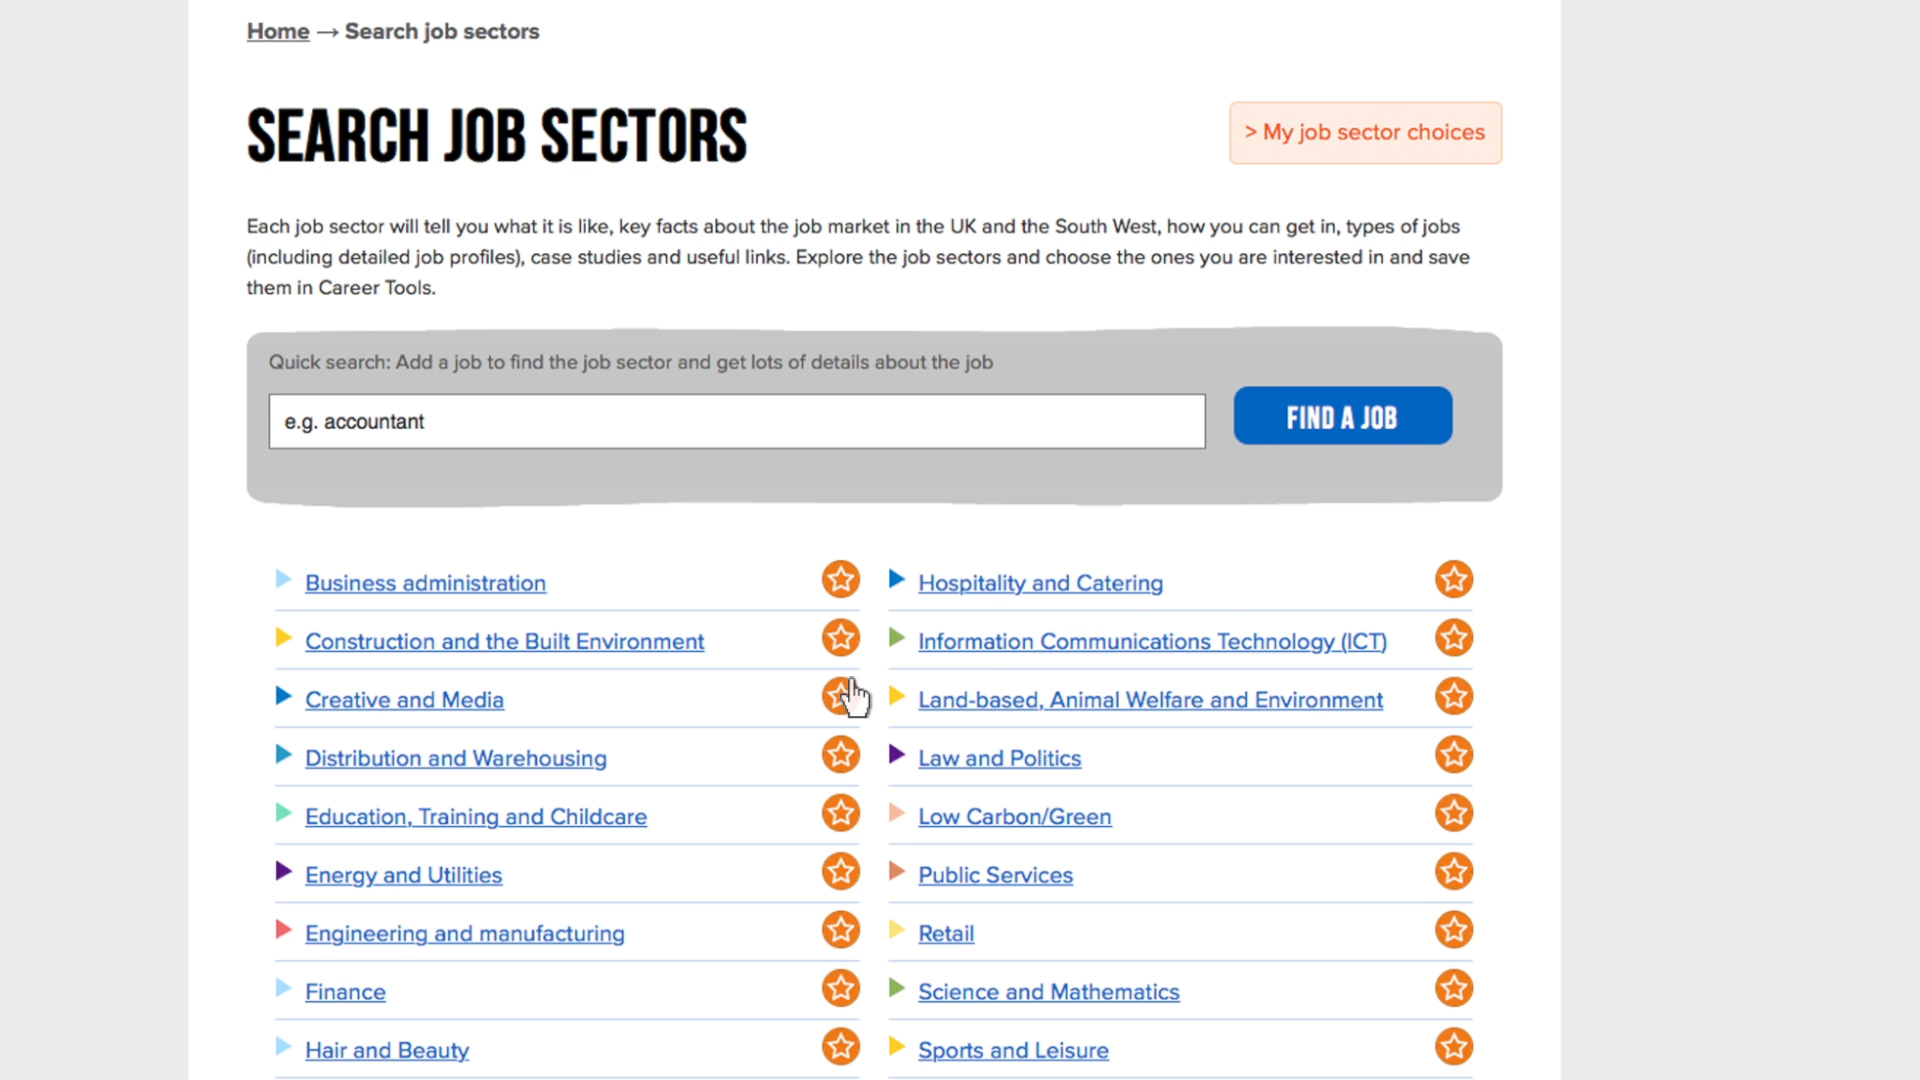 Home → Search job sectors
SEARCH JOB SECTORS
> My job sector choices
Each job sector will tell you what it is like, key facts about the job market in the UK and the South West, how you can get in, types of jobs
(including detailed job profiles), case studies and useful links. Explore the job sectors and choose the ones you are interested in and save
them in Career Tools.
Quick search: Add a job to find the job sector and get lots of details about the job
e.g. accountant
FIND A JOB
Business administration
Construction and the Built Environment
Creative and Media
Distribution and Warehousing
Education, Training and Childcare
Energy and Utilities
Engineering and manufacturing
Finance
Hair and Beauty
Hospitality and Catering
Information Communications Technology (ICT)
Land-based, Animal Welfare and Environment
Law and Politics
Low Carbon/Green
Public Services
Retail
Science and Mathematics
Sports and Leisure